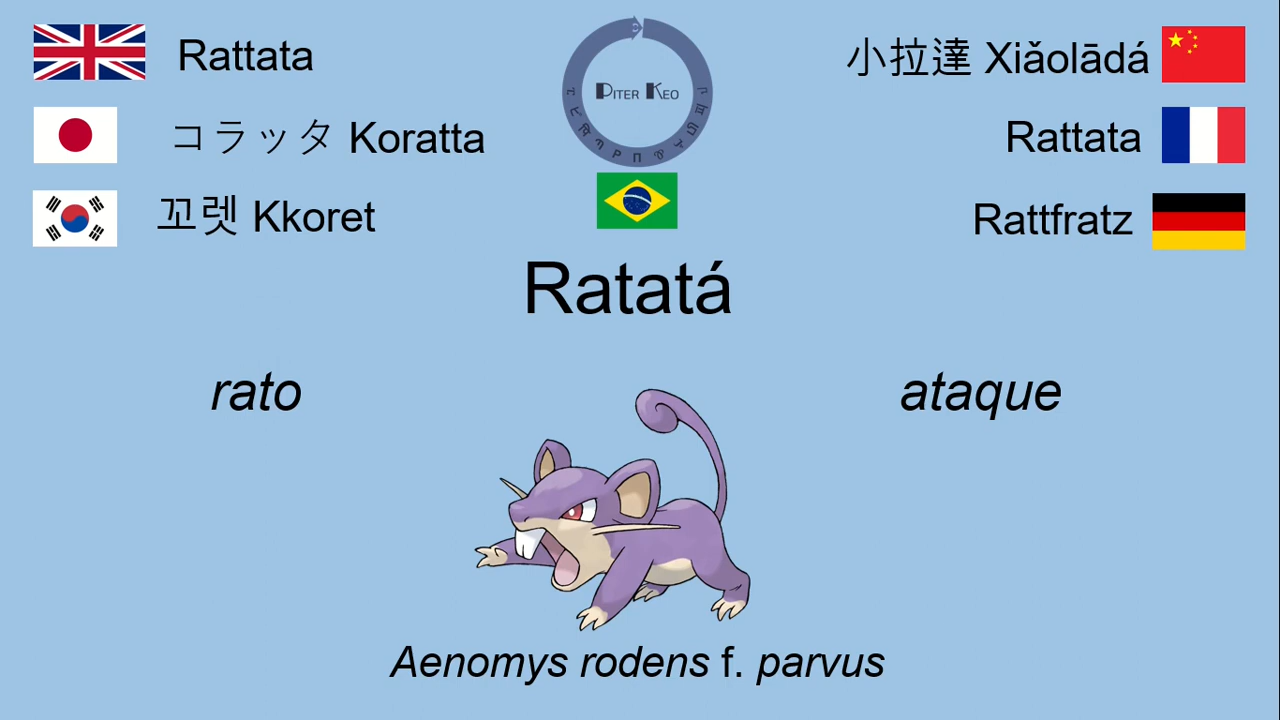 Rattata
コラッタ Koratta
꼬렛 Kkoret
PITER KEO
小拉達 Xiǎolādá
Rattata
Rattfratz
Ratatá
rato
ataque
Aenomys rodens f. parvus